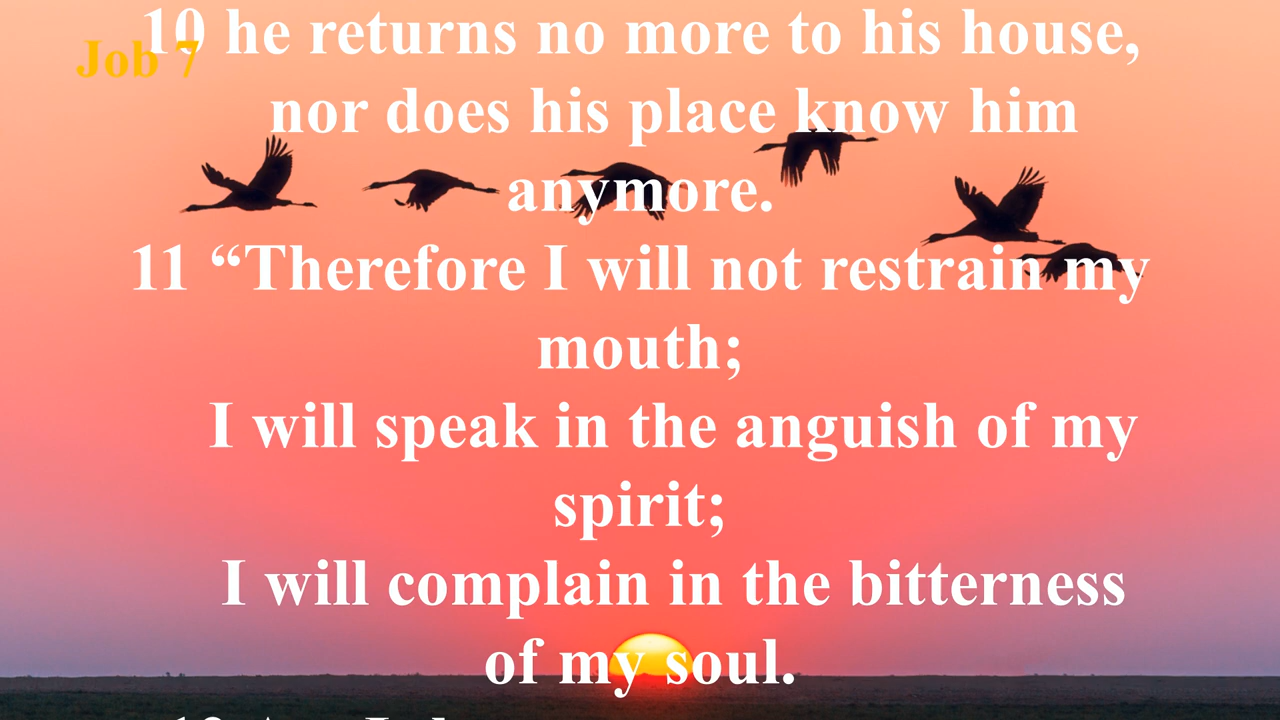 Job 7
10 he returns no more to his house,
nor does his place know him
anymore.
11 “Therefore I will not restrain my
mouth;
I will speak in the anguish of my
spirit;
I will complain in the bitterness
of my soul.